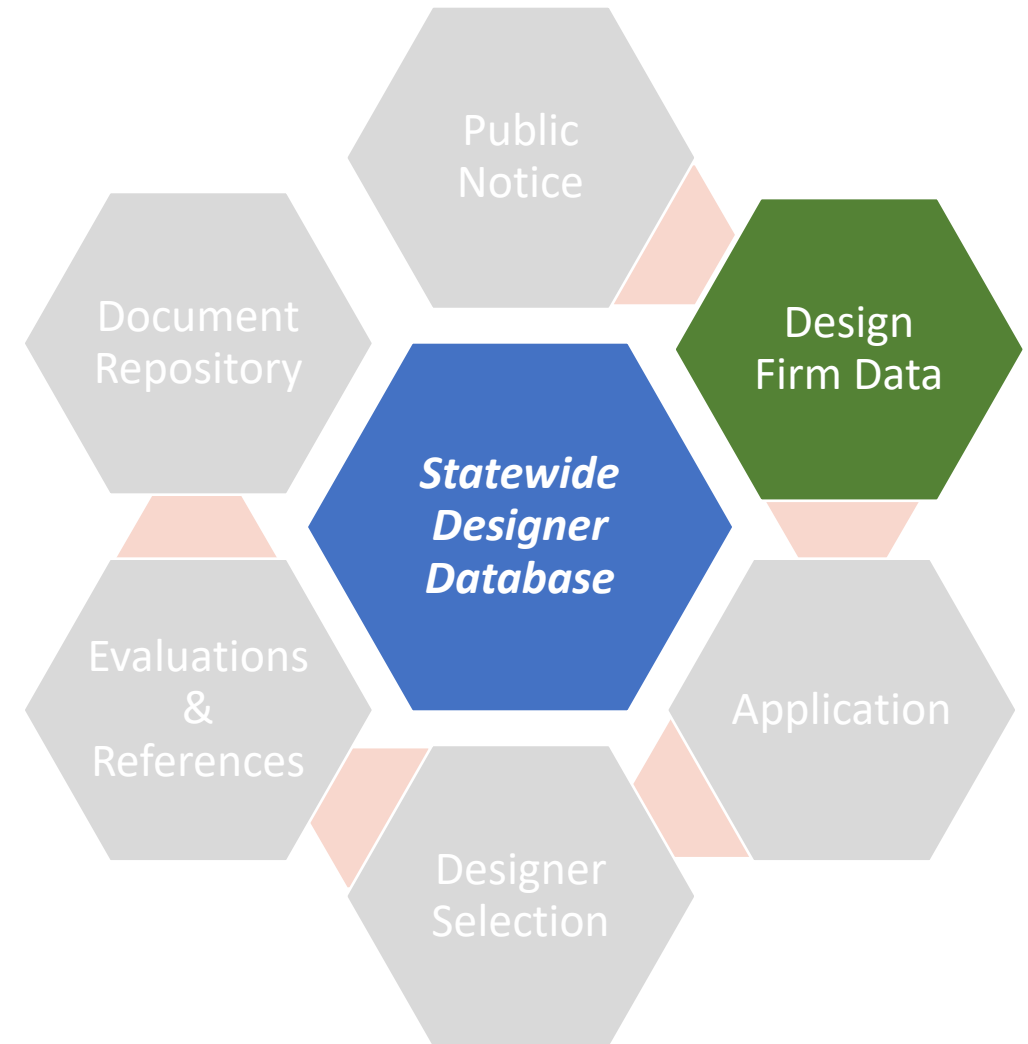 Public
Notice
Design
Firm Data
Document
Repository
Statewide
Designer
Database
Evaluations
&
References
Application
Designer
Selection